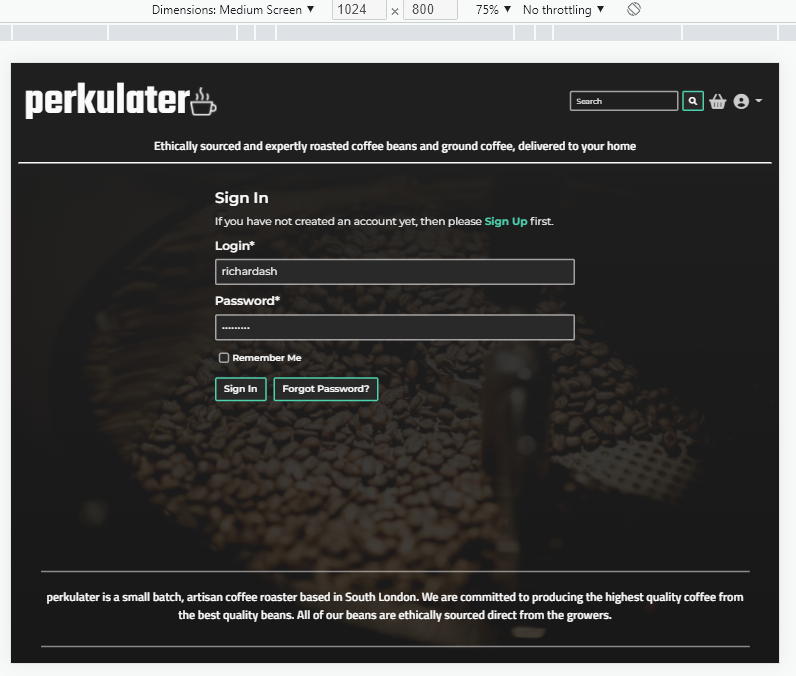 Dimensions: Medium Screen ▼ 1024 × 800 75% ▼ No throttling ▼
perkulater
Search
Ethically sourced and expertly roasted coffee beans and ground coffee, delivered to your home
Sign In
If you have not created an account yet, then please Sign Up first.
Login*
richardash
Password*
•••••••••
Remember Me
Sign In Forgot Password?
perkulater is a small batch, artisan coffee roaster based in South London. We are committed to producing the highest quality coffee from
the best quality beans. All of our beans are ethically sourced direct from the growers.